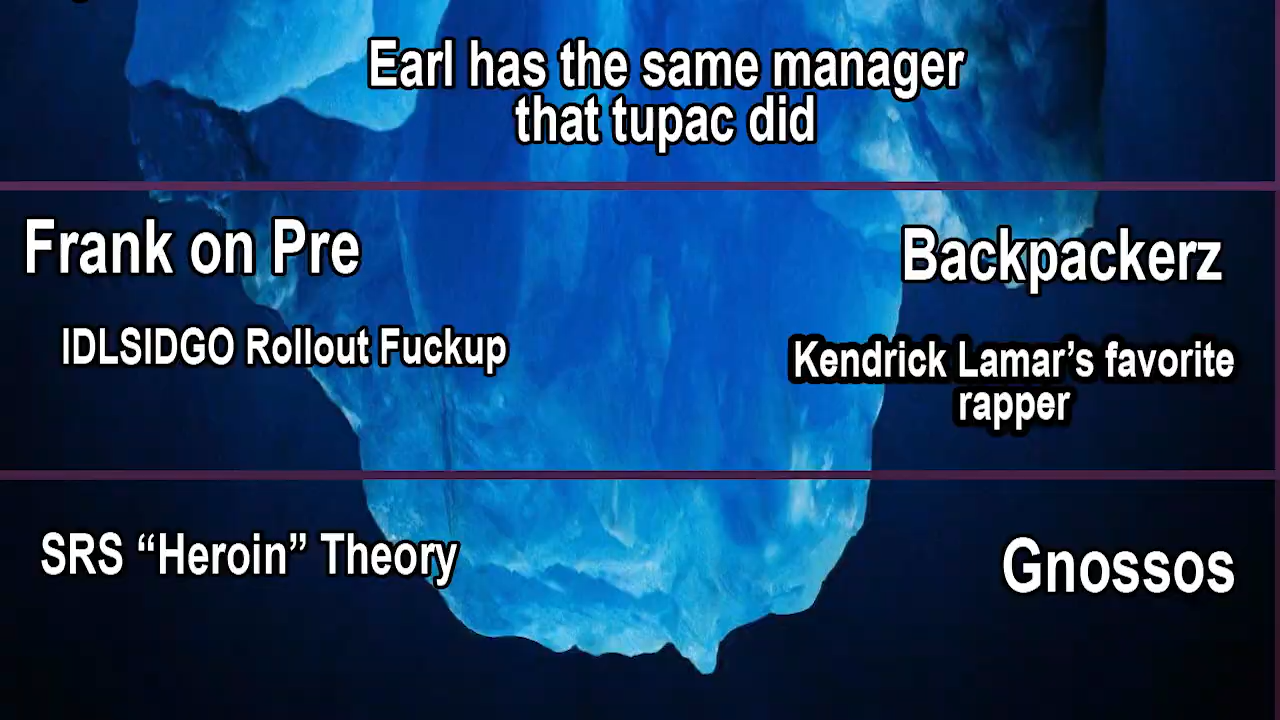 Earl has the same manager
that tupac did
Frank on Pre
Backpackerz
IDLSIDGO Rollout Fuckup
Kendrick Lamar’s favorite
rapper
SRS “Heroin” Theory
Gnossos